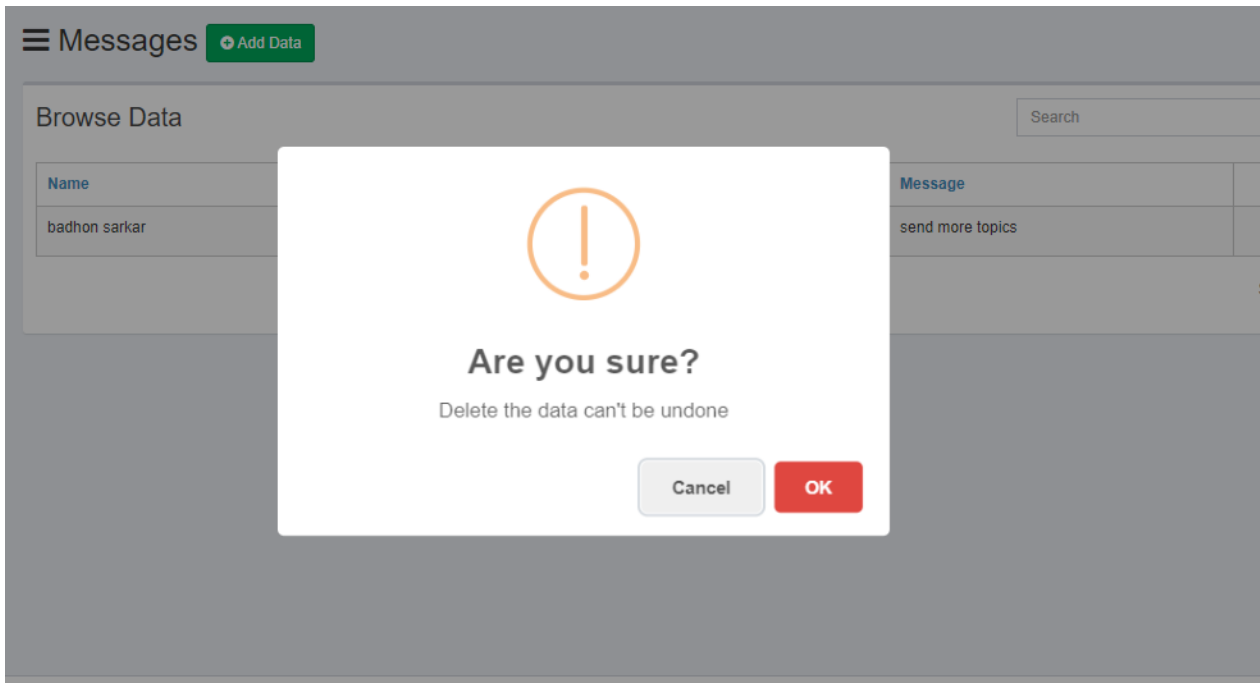 Messages Add Data
Browse Data
Search
Name Message
badhon sarkar send more topics
Are you sure?
Delete the data can't be undone
Cancel OK